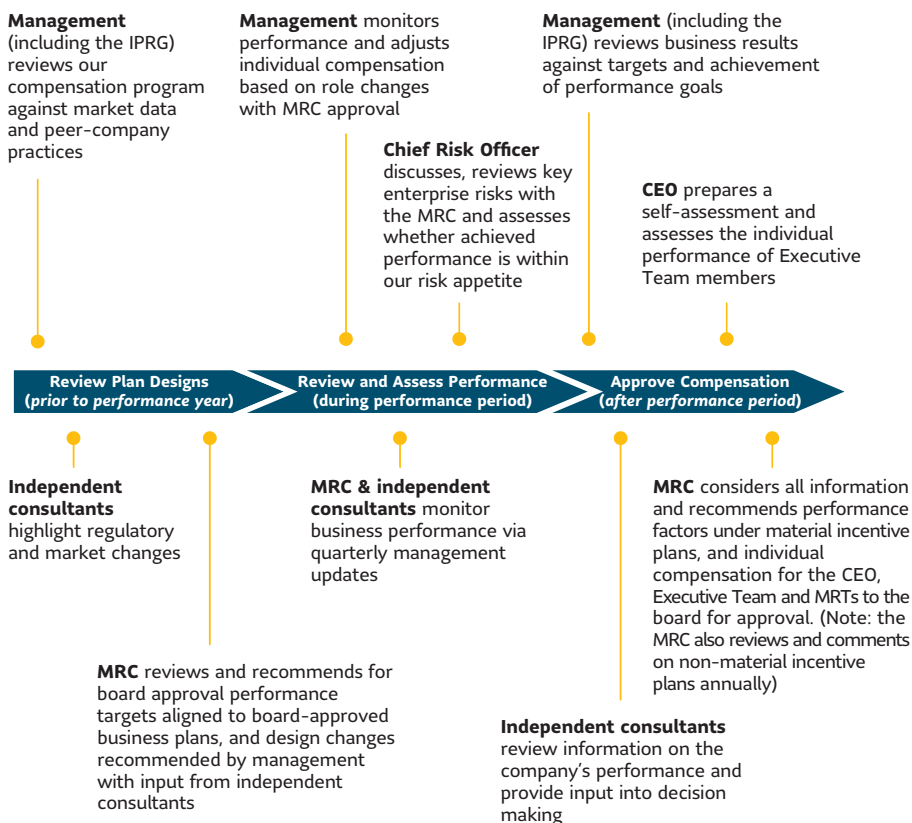 Management
(including the IPRG)
reviews our
compensation program
against market data
and peer-company
practices
Management monitors
performance and adjusts
individual compensation
based on role changes
with MRC approval
Chief Risk Officer
discusses, reviews key
enterprise risks with
the MRC and assesses
whether achieved
performance is within
our risk appetite
Management (including the
IPRG) reviews business results
against targets and achievement
of performance goals
CEO prepares a
self-assessment and
assesses the individual
performance of Executive
Team members
Review Plan Designs
(prior to performance year)
Review and Assess Performance
(during performance period)
Approve Compensation
(after performance period)
Independent
consultants
highlight regulatory
and market changes
MRC reviews and recommends for
board approval performance
targets aligned to board-approved
business plans, and design changes
recommended by management
with input from independent
consultants
MRC & independent
consultants monitor
business performance via
quarterly management
updates
Independent consultants
review information on the
company's performance and
provide input into decision
making
MRC considers all information
and recommends performance
factors under material incentive
plans, and individual
compensation for the CEO,
Executive Team and MRTs to the
board for approval. (Note: the
MRC also reviews and comments
on non-material incentive
plans annually)